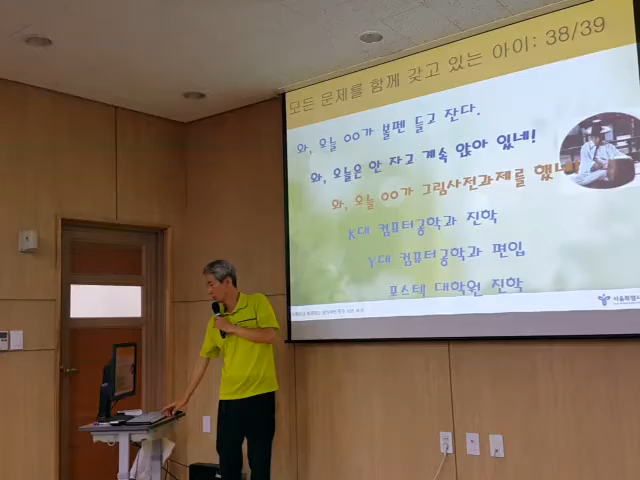 모든 문제를 함께 갖고 있는 아이: 38/39
와, 오늘 oo가 볼펜 들고 잔다.
와, 오늘은 안 자고 계속 앉아 있네!
와, 오늘 oo가 그림사전과제를 했네
K대 컴퓨터공학과 진학
Y대 컴퓨터공학과 편입
포스텍 대학원 진학